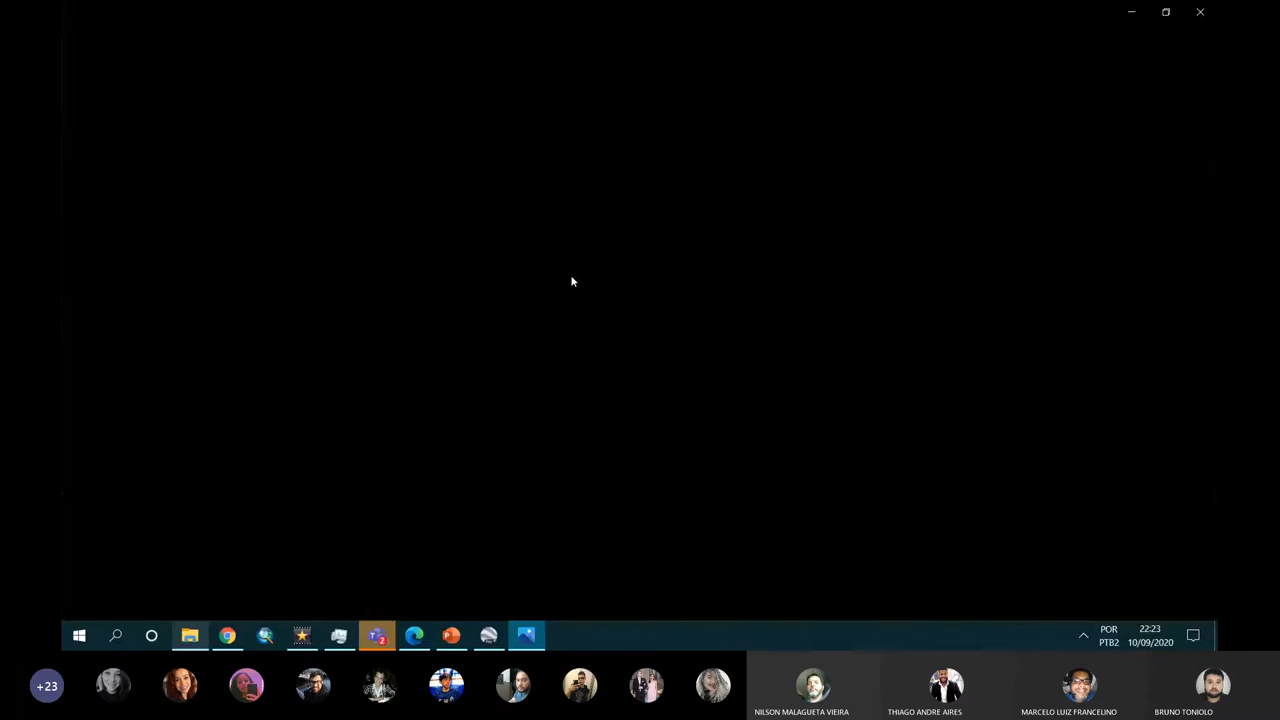 2
POR
22:23
PTB2
10/09/2020
+23
NILSON MALAGUETA VIEIRA
THIAGO ANDRE AIRES
MARCELO LUIZ FRANCELINO
BRUNO TONIOLO